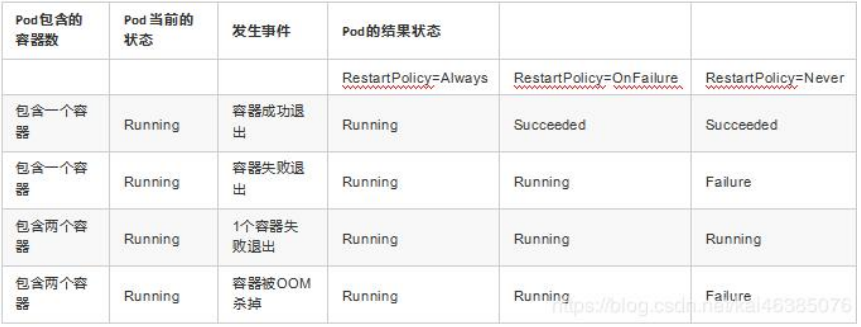 Pod包含的
容器数
Pod 当前的
状态
发生事件
Pod的结果状态
RestartPolicy=Always
RestartPolicy=OnFailure
RestartPolicy=Never
包含一个容
器
Running
容器成功退
出
Running
Succeeded
Succeeded
包含一个容
器
Running
容器失败退
出
Running
Running
Failure
包含两个容
器
Running
1个容器失
败退出
Running
Running
Running
包含两个容
器
Running
容器被OOM
杀掉
Running
Running
Failure
https://blog.csdn.net/kal46385076